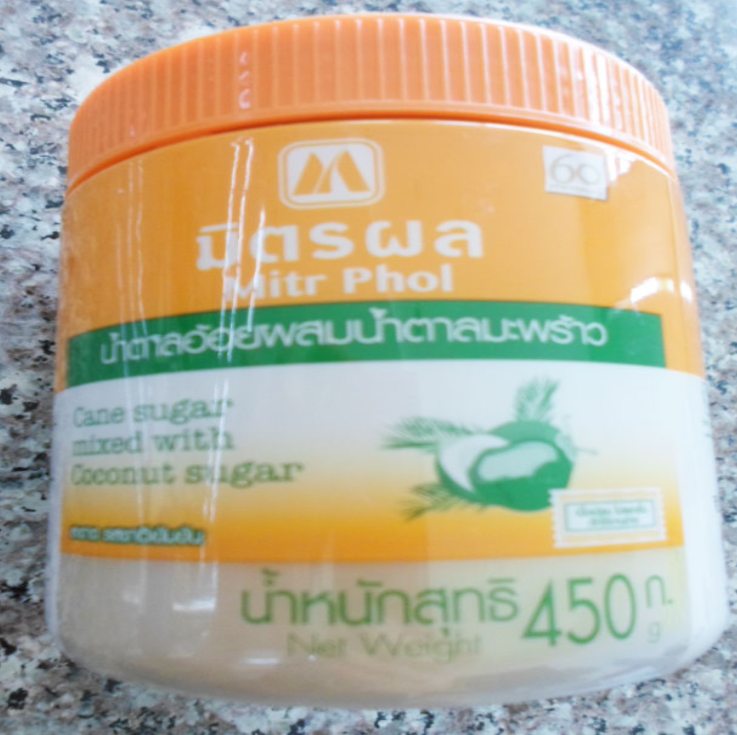 60
มิตรผล
Mitr Phol
น้ำตาลอ้อยผสมน้ำตาลมะพร้าว
Cane sugar
mixed with
Coconut sugar
น้ำหนักสุทธิ 450 ก.
Net Weight g